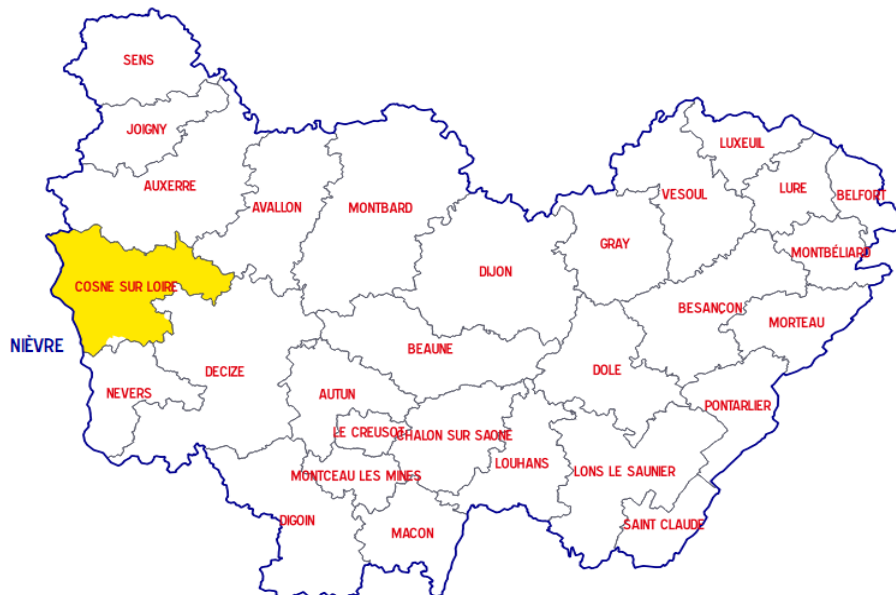 SENS
JOIGNY
LUXEUIL
AUXERRE
AVALLON
MONTBARD
VESOUL
LURE
BELFORT
GRAY
DIJON
MONTBÉLIARD
COSNE SUR LOIRE
BESANÇON
MORTEAU
NIÈVRE
BEAUNE
DECIZE
DOLE
NEVERS
AUTUN
PONTARLIER
LE CREUSOT
CHALON SUR SAONE
LOUHANS
LONS LE SAUNIER
MONTCEAU LES MINES
DIGOIN
MACON
SAINT CLAUDE